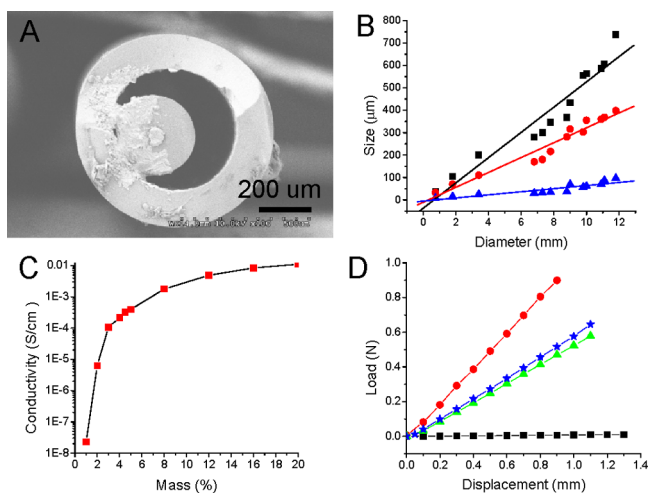 A
200 um
B
Size (μm)
800
700
600
500
400
300
200
100
0
0 2 4 6 8 10 12
Diameter (mm)
C
Conductivity (S/cm )
0.01
1E-3
1E-4
1E-5
1E-6
1E-7
1E-8
0 2 4 6 8 10 12 14 16 18 20
Mass (%)
D
Load (N)
1.0
0.8
0.6
0.4
0.2
0.0
0.0 0.2 0.4 0.6 0.8 1.0 1.2 1.4
Displacement (mm)